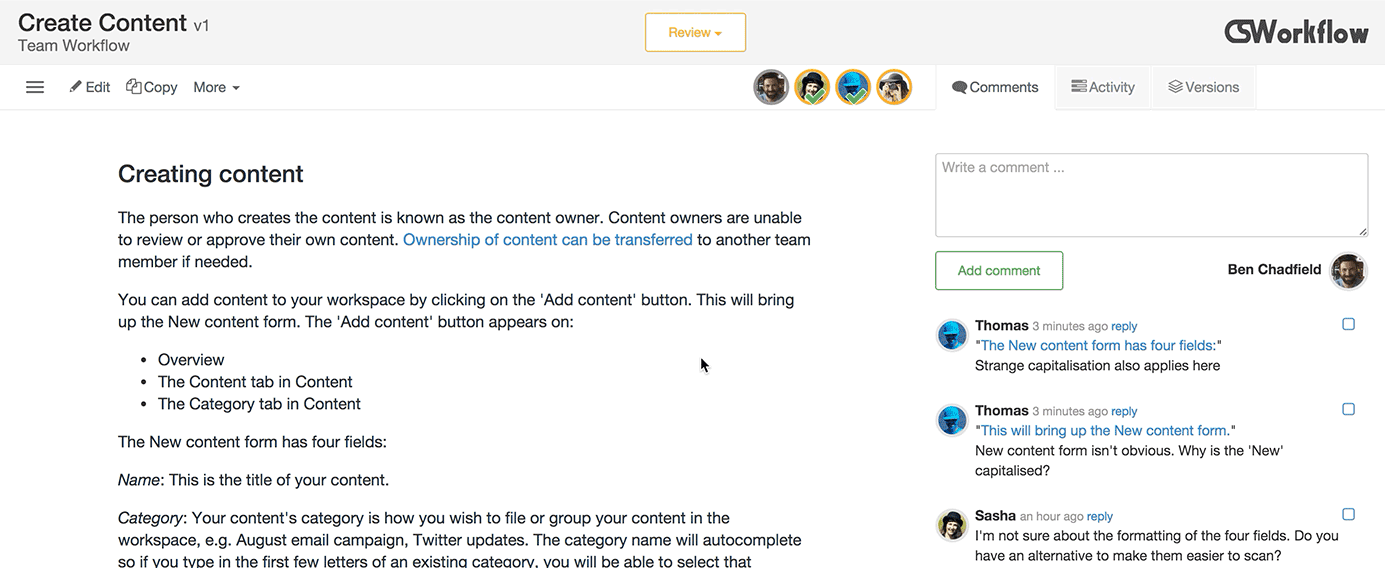 Create Content v1
Team Workflow
Review
CSWorkflow
Edit
Copy
More
Comments
Activity
Versions
Creating content
The person who creates the content is known as the content owner. Content owners are unable
to review or approve their own content. Ownership of content can be transferred to another team
member if needed.
You can add content to your workspace by clicking on the 'Add content' button. This will bring
up the New content form. The 'Add content' button appears on:
• Overview
• The Content tab in Content
• The Category tab in Content
The New content form has four fields:
Name: This is the title of your content.
Category: Your content's category is how you wish to file or group your content in the
workspace, e.g. August email campaign, Twitter updates. The category name will autocomplete
so if you type in the first few letters of an existing category, you will be able to select that
Write a comment ...
Add comment
Ben Chadfield
Thomas 3 minutes ago reply
"The New content form has four fields:"
Strange capitalisation also applies here
Thomas 3 minutes ago reply
"This will bring up the New content form."
New content form isn't obvious. Why is the 'New'
capitalised?
Sasha an hour ago reply
I'm not sure about the formatting of the four fields. Do you
have an alternative to make them easier to scan?